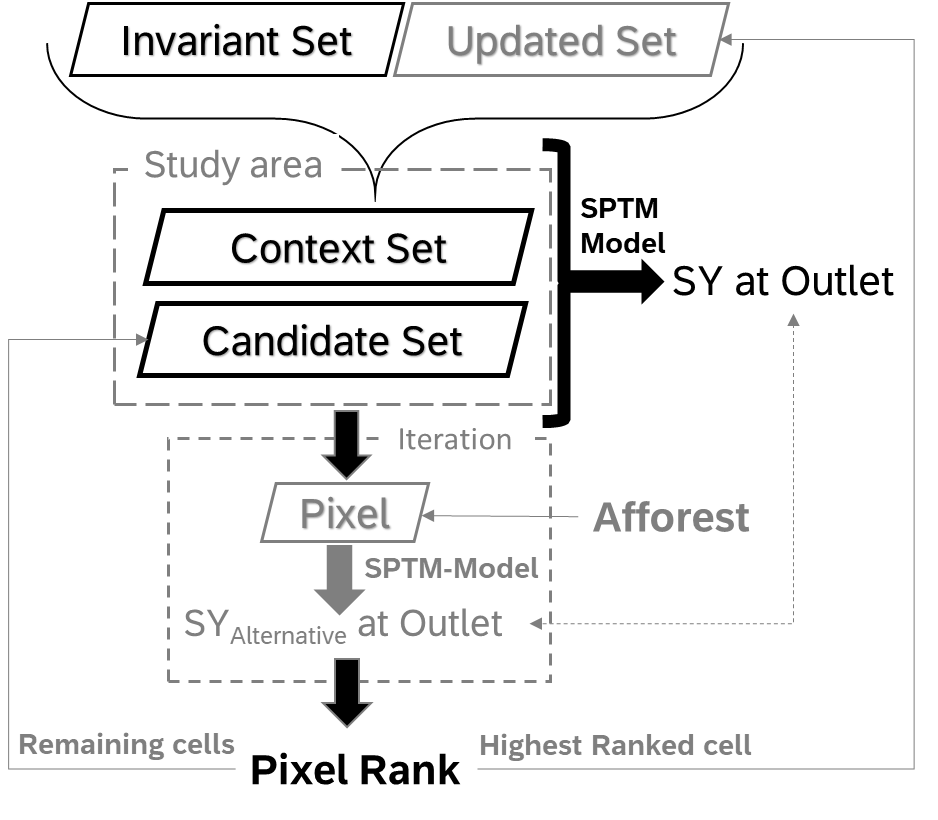 Invariant Set
Updated Set
Study area
Context Set
SPTM
Model
SY at Outlet
Candidate Set
Iteration
Pixel
Afforest
SPTM-Model
SYAlternative at Outlet
Remaining cells
Highest Ranked cell
Pixel Rank